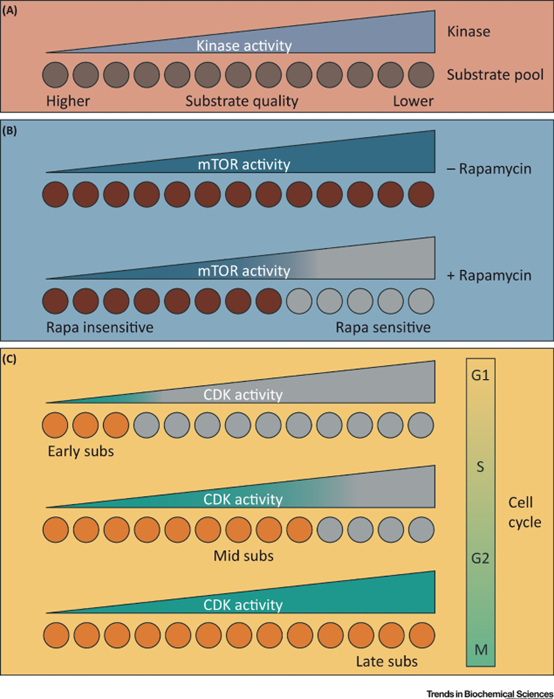 (A)
Kinase activity
Kinase
Substrate pool
Higher
Substrate quality
Lower
(B)
mTOR activity
– Rapamycin
mTOR activity
+ Rapamycin
Rapa insensitive
Rapa sensitive
(C)
CDK activity
Early subs
CDK activity
Mid subs
CDK activity
Late subs
G1
S
G2
M
Cell
cycle
Trends in Biochemical Sciences